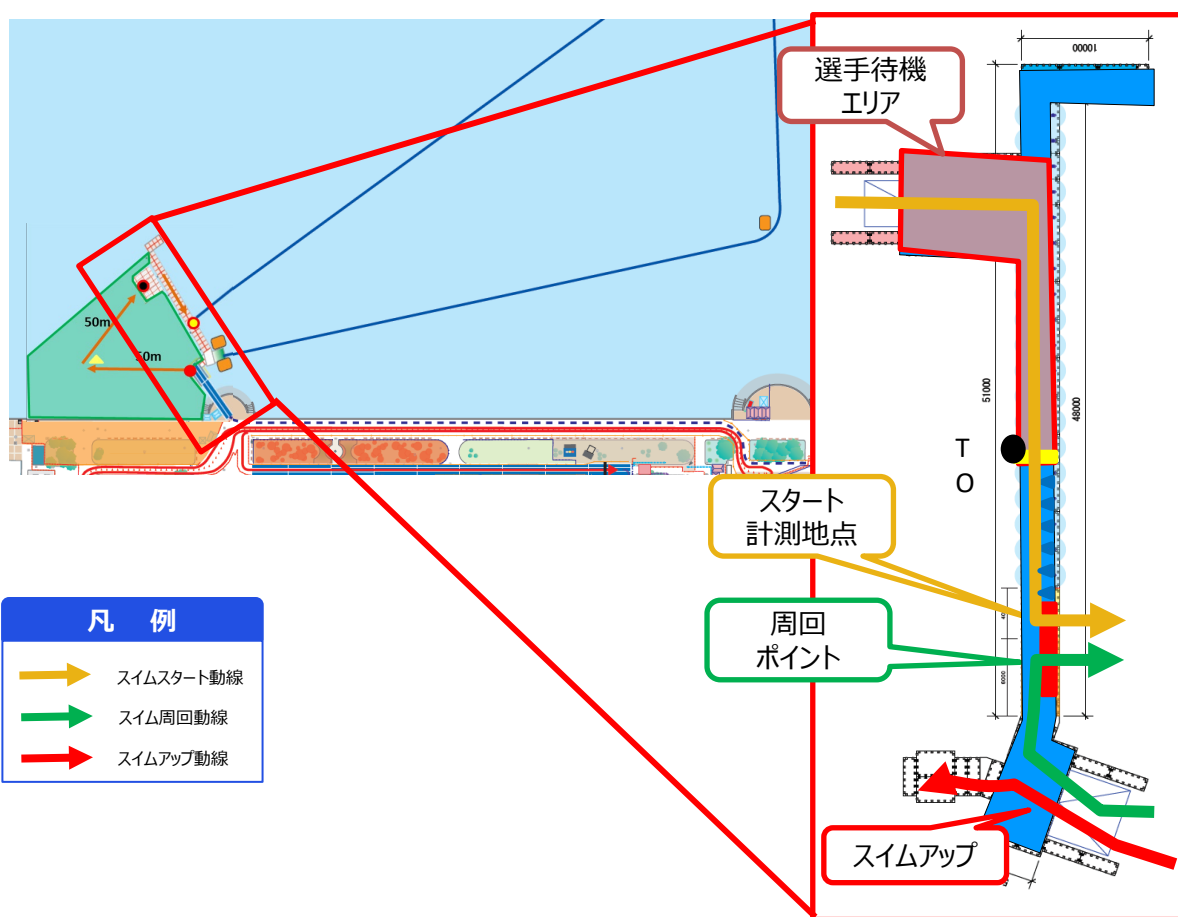 10000
選手待機
エリア
50m
50m
51000
48000
T
O
スタート
計測地点
周回
ポイント
6000
凡 例
スイムスタート動線
スイム周回動線
スイムアップ動線
スイムアップ